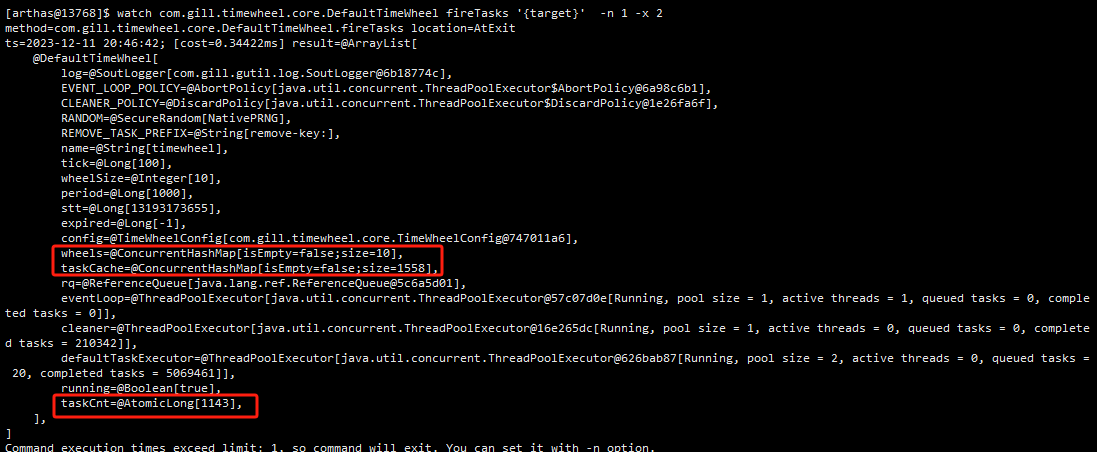 [arthas@13768]$ watch com.gill.timewheel.core.DefaultTimeWheel fireTasks '{target}'  -n 1 -x 2
method=com.gill.timewheel.core.DefaultTimeWheel.fireTasks location=AtExit
ts=2023-12-11 20:46:42; [cost=0.34422ms] result=@ArrayList[
    @DefaultTimeWheel[
        log=@SoutLogger[com.gill.gutil.log.SoutLogger@6b18774c],
        EVENT_LOOP_POLICY=@AbortPolicy[java.util.concurrent.ThreadPoolExecutor$AbortPolicy@6a98c6b1],
        CLEANER_POLICY=@DiscardPolicy[java.util.concurrent.ThreadPoolExecutor$DiscardPolicy@1e26fa6f],
        RANDOM=@SecureRandom[NativePRNG],
        REMOVE_TASK_PREFIX=@String[remove-key:],
        name=@String[timewheel],
        tick=@Long[100],
        wheelSize=@Integer[10],
        period=@Long[1000],
        stt=@Long[13193173655],
        expired=@Long[-1],
        config=@TimeWheelConfig[com.gill.timewheel.core.TimeWheelConfig@747011a6],
        wheels=@ConcurrentHashMap[isEmpty=false;size=10],
        taskCache=@ConcurrentHashMap[isEmpty=false;size=1558],
        rq=@ReferenceQueue[java.lang.ref.ReferenceQueue@5c6a5d01],
        eventLoop=@ThreadPoolExecutor[java.util.concurrent.ThreadPoolExecutor@57c07d0e[Running, pool size = 1, active threads = 1, queued tasks = 0, comple
ted tasks = 0]],
        cleaner=@ThreadPoolExecutor[java.util.concurrent.ThreadPoolExecutor@16e265dc[Running, pool size = 1, active threads = 0, queued tasks = 0, complete
d tasks = 210342]],
        defaultTaskExecutor=@ThreadPoolExecutor[java.util.concurrent.ThreadPoolExecutor@626bab87[Running, pool size = 2, active threads = 0, queued tasks =
 20, completed tasks = 5069461]],
        running=@Boolean[true],
        taskCnt=@AtomicLong[1143],
    ],
]
Command execution times exceed limit: 1, so command will exit. You can set it with -n option.